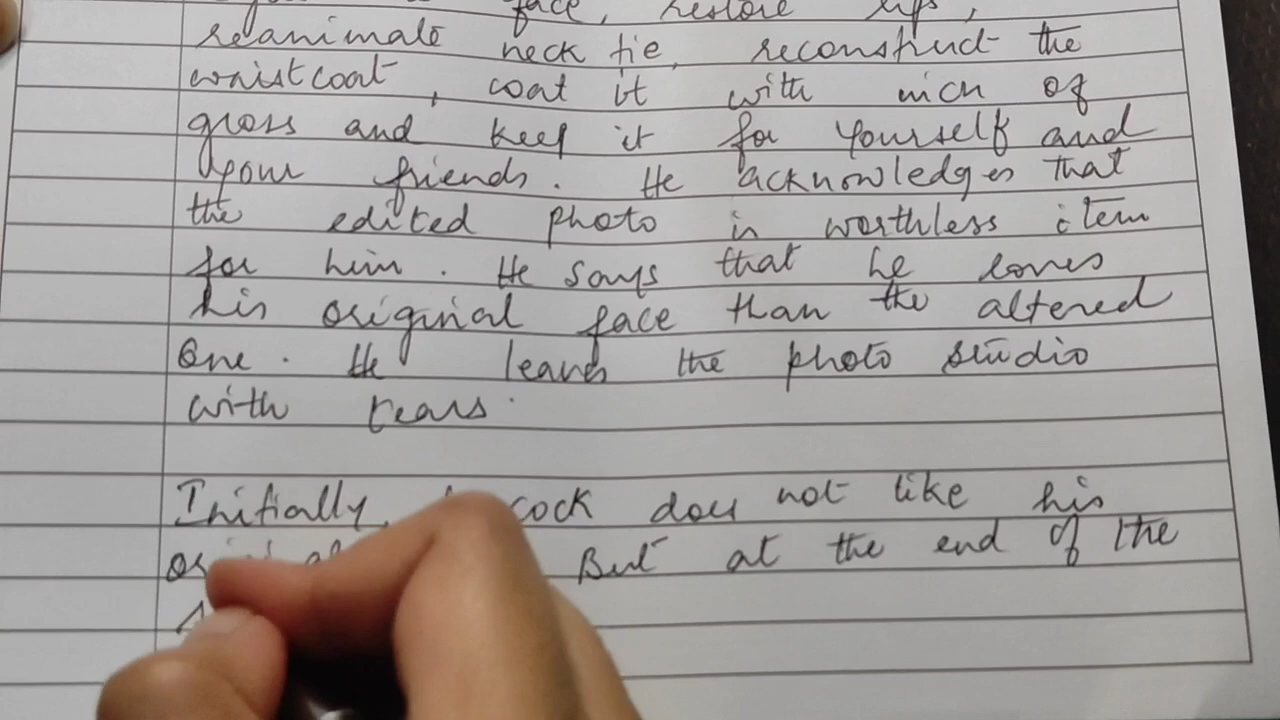 face, restore lips,
reanimate neck tie, reconstruct the
waistcoat, coat it with inch of
gross and keep it for yourself and
your friends. He acknowledges that
the edited photo is worthless item
for him. He says that he loves
his original face than the altered
one. He leaves the photo studio
with tears.
Initially, cock does not like his
But at the end of the